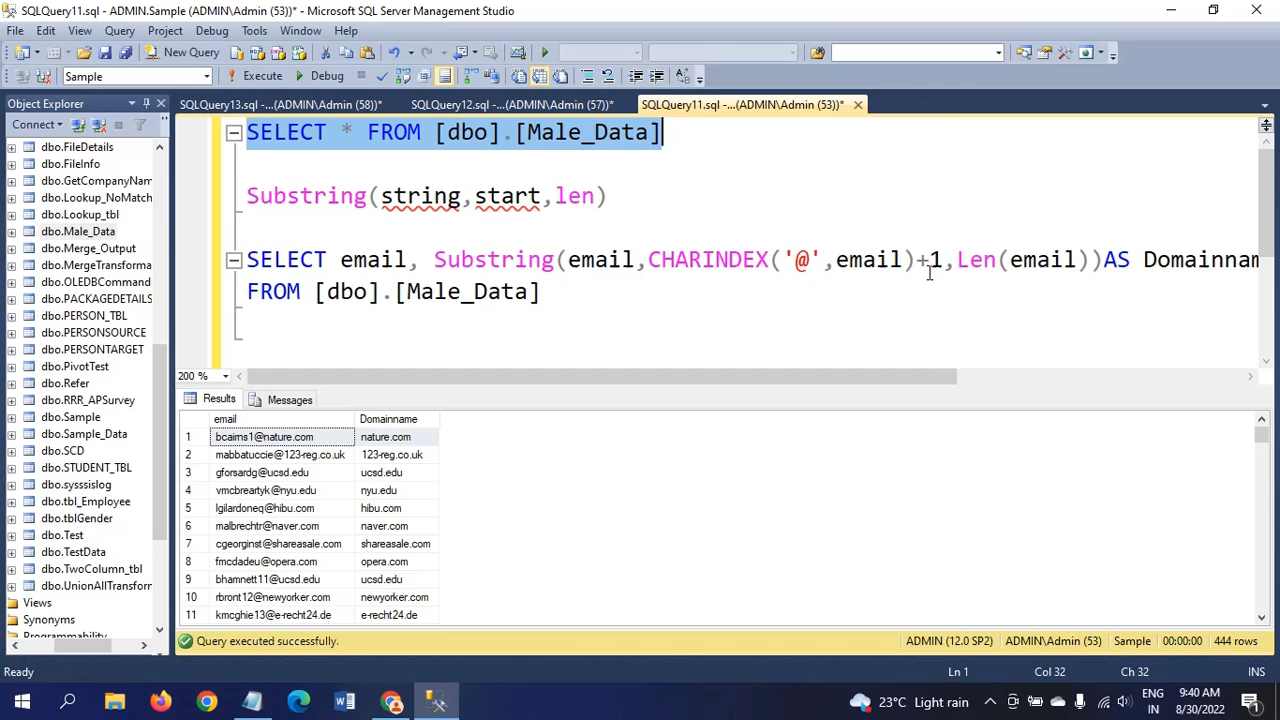 SQLQuery11.sql - ADMIN.Sample (ADMIN\Admin (53))* - Microsoft SQL Server Management Studio
File Edit View Query Project Debug Tools Window Help
New Query
Sample Execute Debug
Object Explorer
SQLQuery13.sql -...(ADMIN\Admin (58))* SQLQuery12.sql -...(ADMIN\Admin (57))* SQLQuery11.sql -...(ADMIN\Admin (53))*
Connect
dbo.FileDetails
dbo.FileInfo
dbo.GetCompanyNam
dbo.Lookup_NoMatch
dbo.Lookup_tbl
dbo.Male_Data
dbo.Merge_Output
dbo.MergeTransforma
dbo.OLEDBCommand
dbo.PACKAGEDETAILS
dbo.PERSON_TBL
dbo.PERSONSOURCE
dbo.PERSONTARGET
dbo.PivotTest
dbo.Refer
dbo.RRR_APSurvey
dbo.Sample
dbo.Sample_Data
dbo.SCD
dbo.STUDENT_TBL
dbo.sysssislog
dbo.tbl_Employee
dbo.tblGender
dbo.Test
dbo.TestData
dbo.TwoColumn_tbl
dbo.UnionAllTransforn
Views
Synonyms
Programmability
SELECT * FROM [dbo].[Male_Data]
Substring(string,start,len)
SELECT email, Substring(email,CHARINDEX('@',email)+1,Len(email))AS Domainnam
FROM [dbo].[Male_Data]
200 %
Results Messages
email Domainname
1 bcairns1@nature.com nature.com
2 mabbatuccie@123-reg.co.uk 123-reg.co.uk
3 gforsardg@ucsd.edu ucsd.edu
4 vmcbreartyk@nyu.edu nyu.edu
5 lgilardoneq@hibu.com hibu.com
6 malbrechtr@naver.com naver.com
7 cgeorginst@shareasale.com shareasale.com
8 fmcdadeu@opera.com opera.com
9 bhamnett11@ucsd.edu ucsd.edu
10 rbront12@newyorker.com newyorker.com
11 kmcghie13@e-recht24.de e-recht24.de
Query executed successfully. ADMIN (12.0 SP2) ADMIN\Admin (53) Sample 00:00:00 444 rows
Ready Ln 1 Col 32 Ch 32 INS
23°C Light rain ENG IN 9:40 AM 8/30/2022 1